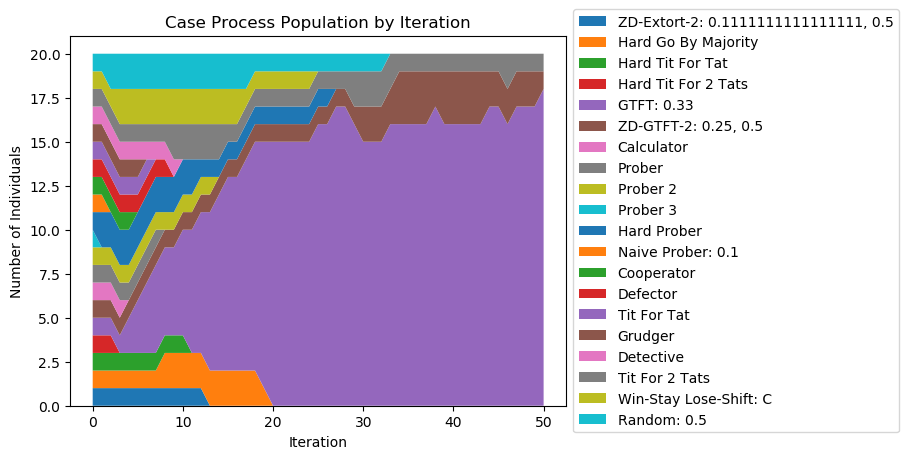 Case Process Population by Iteration
Number of Individuals
20.0
17.5
15.0
12.5
10.0
7.5
5.0
2.5
0.0
0 10 20 30 40 50
Iteration
ZD-Extort-2: 0.1111111111111111, 0.5
Hard Go By Majority
Hard Tit For Tat
Hard Tit For 2 Tats
GTFT: 0.33
ZD-GTFT-2: 0.25, 0.5
Calculator
Prober
Prober 2
Prober 3
Hard Prober
Naive Prober: 0.1
Cooperator
Defector
Tit For Tat
Grudger
Detective
Tit For 2 Tats
Win-Stay Lose-Shift: C
Random: 0.5